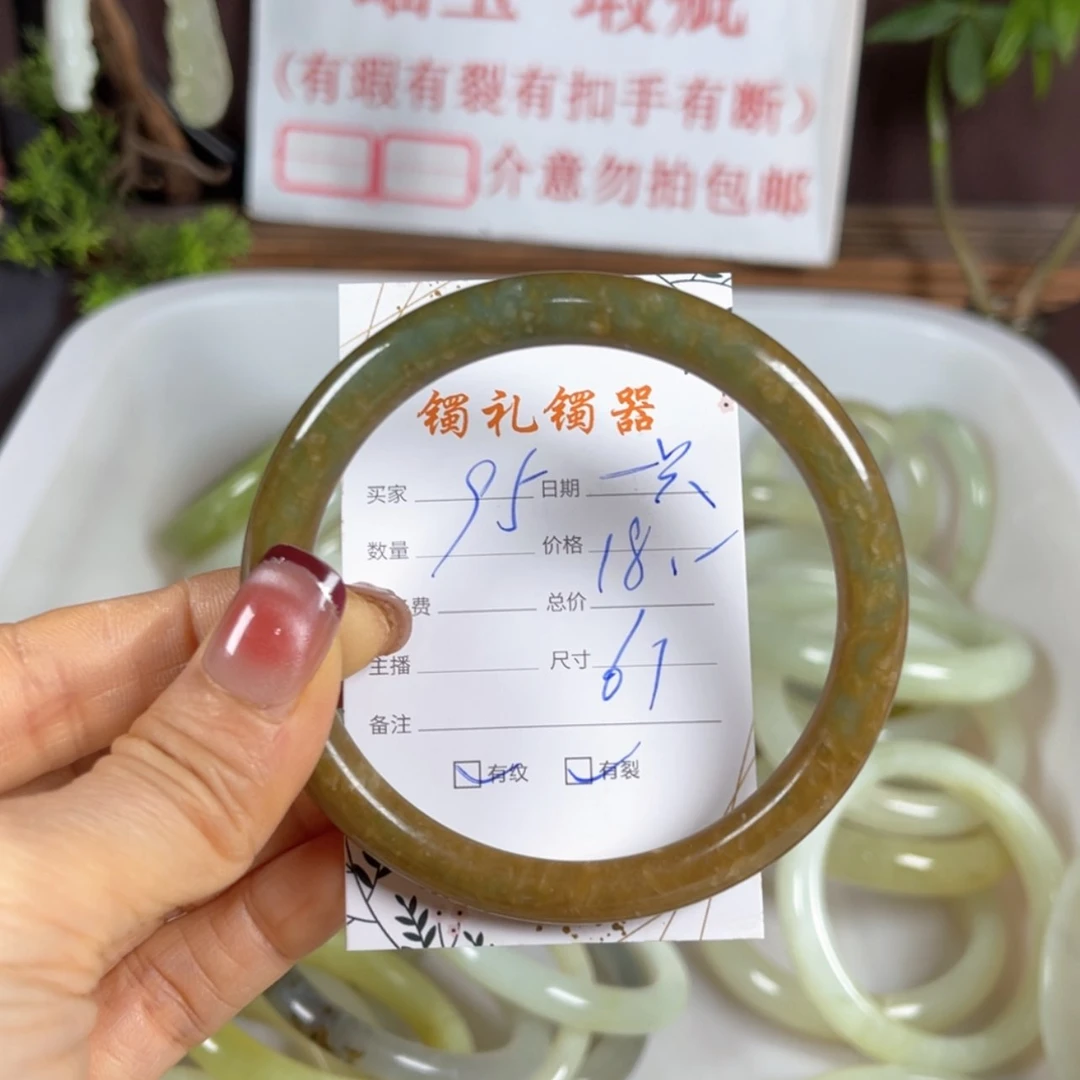 （有瑕有裂有扣手有断）
介意勿拍包邮
镯礼镯器
买家 95 日期
数量 价格 18.
费 总价
主播 尺寸 61
备注
有纹 有裂